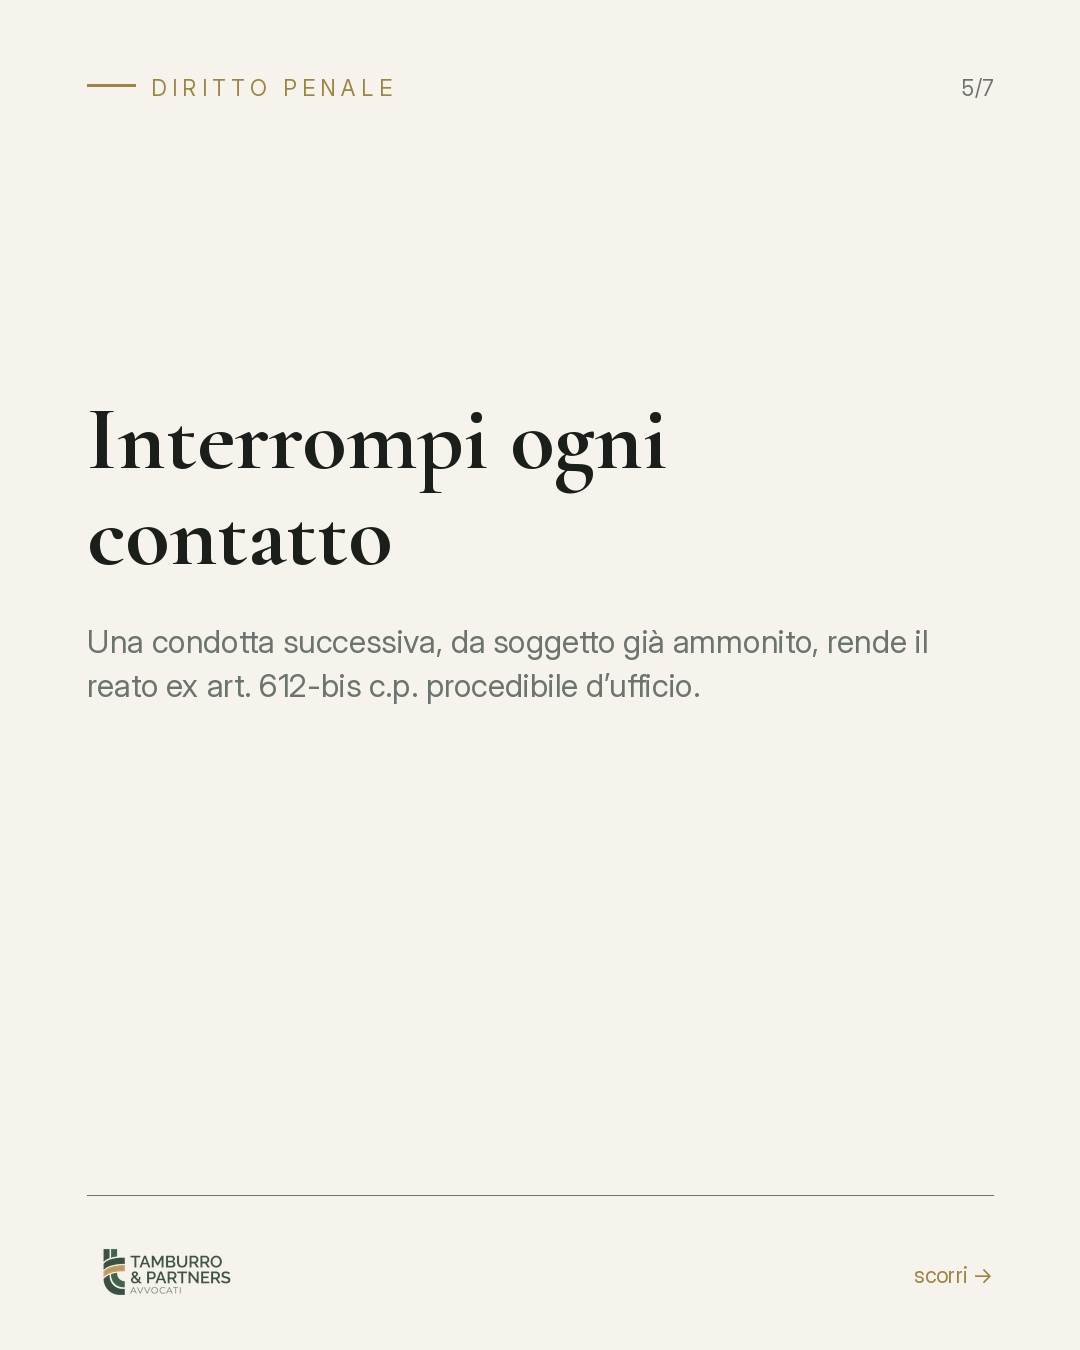 DIRITTO PENALE
5/7
Interrompi ogni
contatto
Una condotta successiva, da soggetto già ammonito, rende il
reato ex art. 612-bis c.p. procedibile d’ufficio.
TAMBURRO
& PARTNERS
AVVOCATI
scorri →